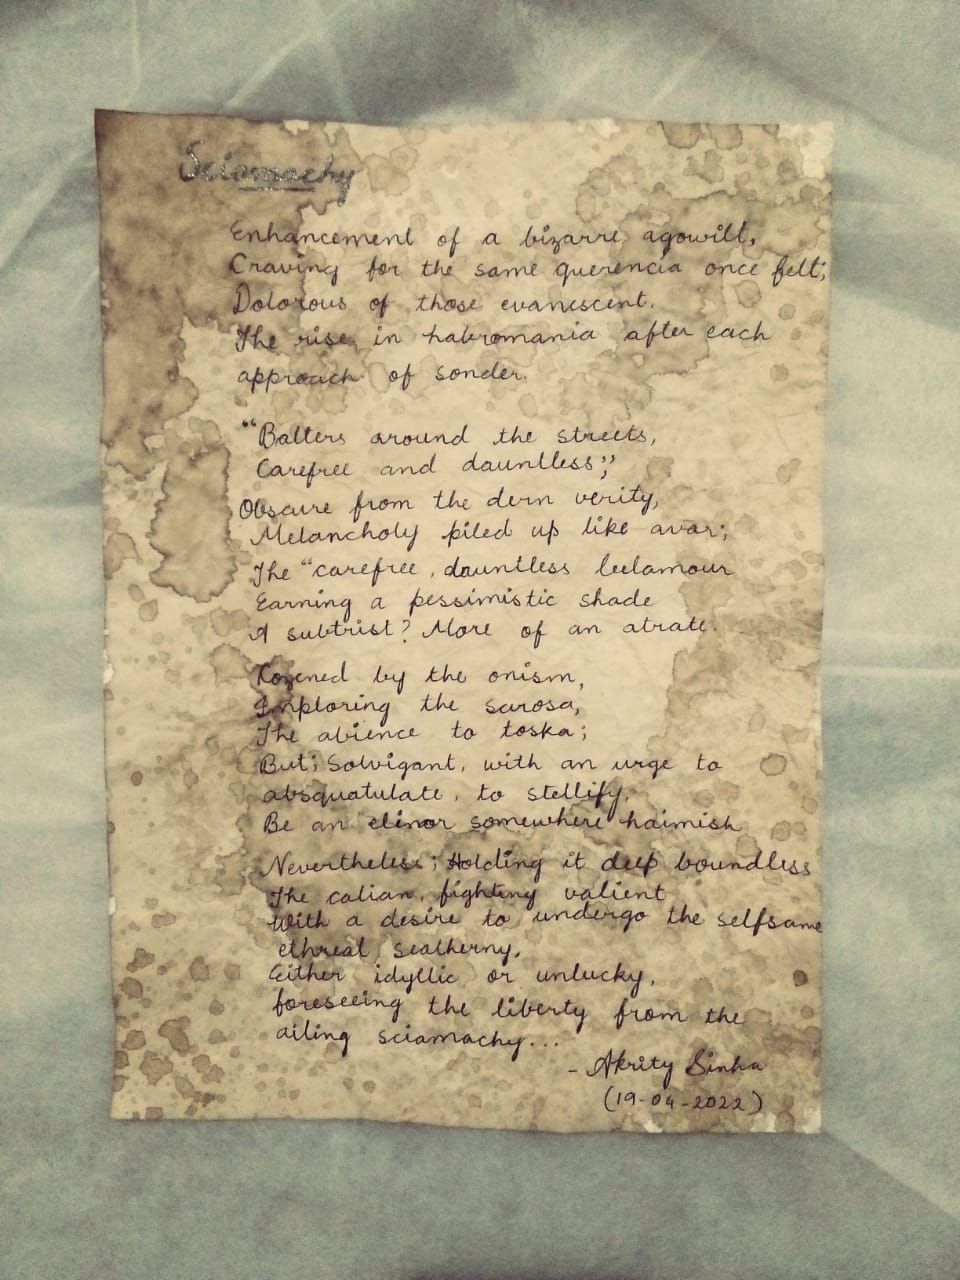 Sciamachy
Enhancement of a bizarre agowill,
Craving for the same querencia once felt;
Dolorous of those evanescent.
The rise in habromania after each
approach of sonder.
"Balters around the streets,
Carefree and dauntless;"
Obscure from the dern verity,
Melancholy piled up like avar;
The "carefree, dauntless belamour
Earning a pessimistic shade
A subtrist? More of an atrate.
Cozened by the onism,
Imploring the sarosa,
The abience to toska;
But; Solvigant, with an urge to
absquatulate, to stellify,
Be an elinor somewhere haimish
Nevertheless; Holding it deep boundless
The calian, fighting valient
With a desire to undergo the selfsame
ethreal seatherny,
Either idyllic or unlucky,
foreseeing the liberty from the
ailing sciamachy...
- Akrity Sinha
(19-04-2022)